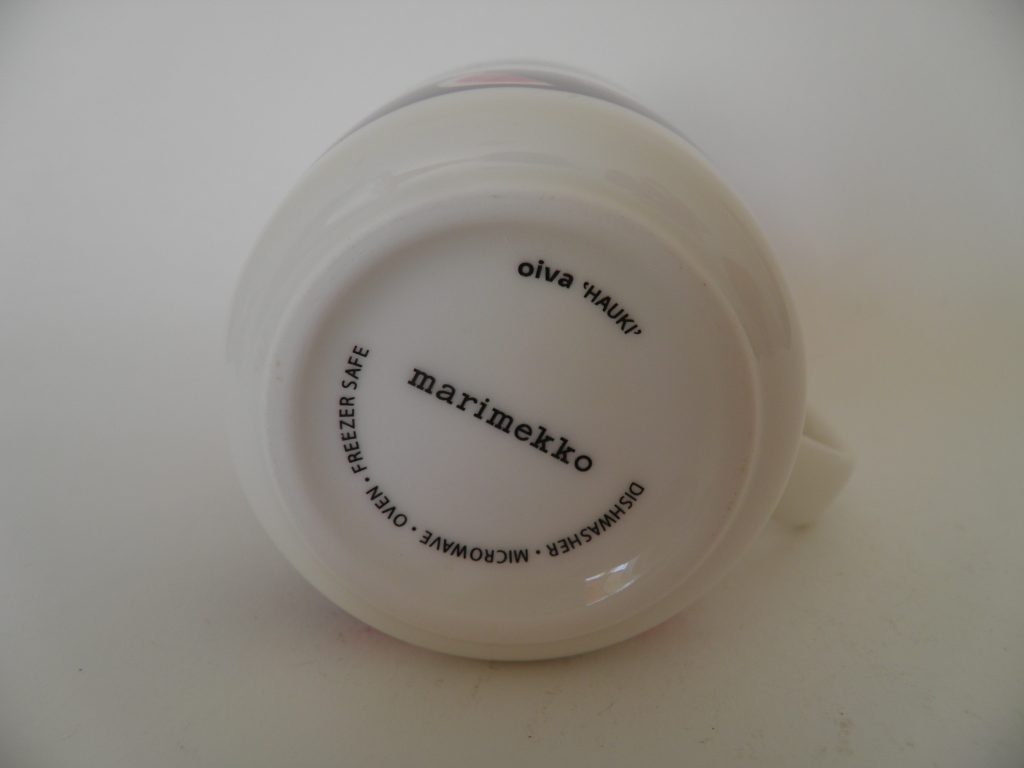 oiva ‘HAUKI’
marimekko
DISHWASHER • MICROWAVE • OVEN • FREEZER SAFE